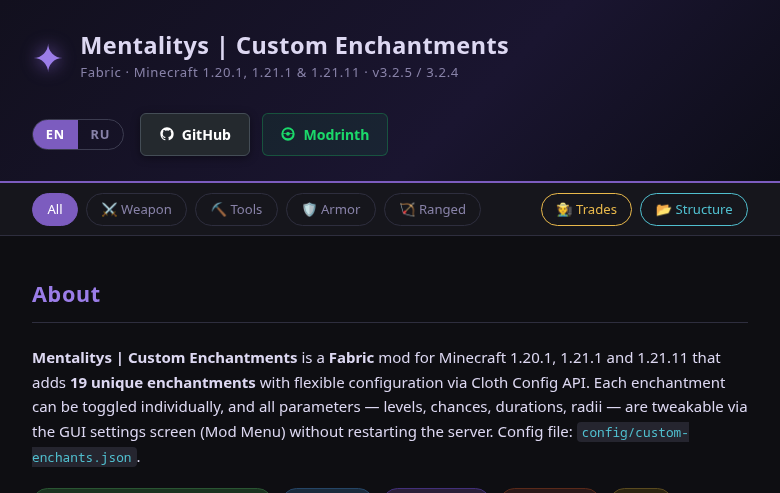 Mentalitys | Custom Enchantments
Fabric · Minecraft 1.20.1, 1.21.1 & 1.21.11 · v3.2.5 / 3.2.4
EN RU GitHub Modrinth
All Weapon Tools Armor Ranged Trades Structure
About
Mentalitys | Custom Enchantments is a Fabric mod for Minecraft 1.20.1, 1.21.1 and 1.21.11 that
adds 19 unique enchantments with flexible configuration via Cloth Config API. Each enchantment
can be toggled individually, and all parameters — levels, chances, durations, radii — are tweakable via
the GUI settings screen (Mod Menu) without restarting the server. Config file: config/custom-
enchants.json.